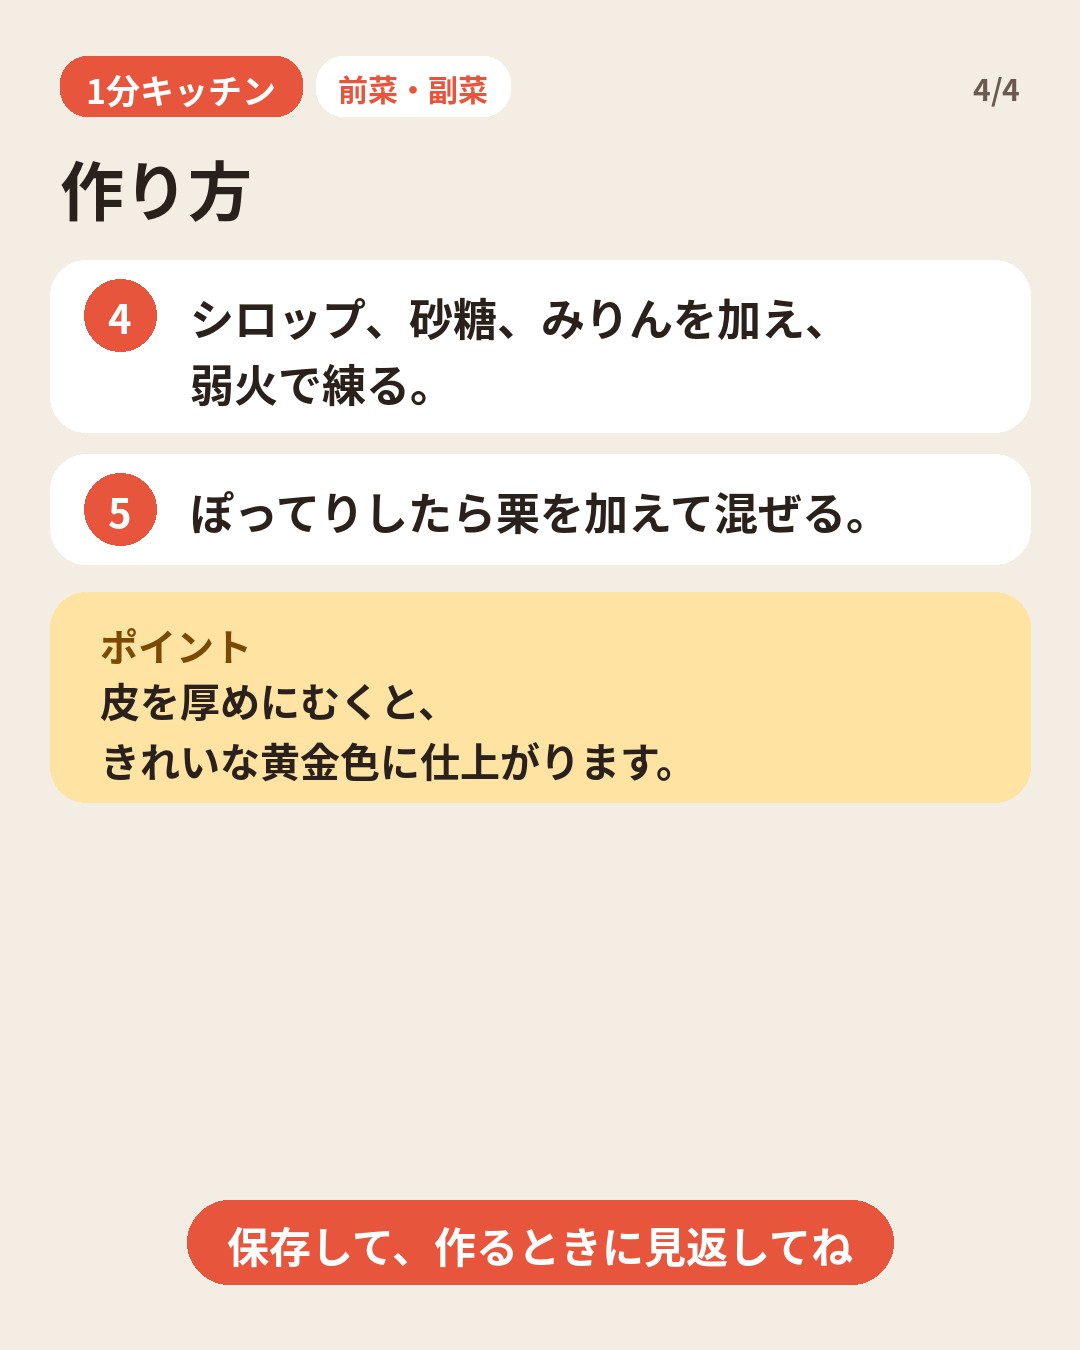 1分キッチン
前菜・副菜
4/4
作り方
4
シロップ、砂糖、みりんを加え、
弱火で練る。
5
ぽってりしたら栗を加えて混ぜる。
ポイント
皮を厚めにむくと、
きれいな黄金色に仕上がります。
保存して、作るときに見返してね